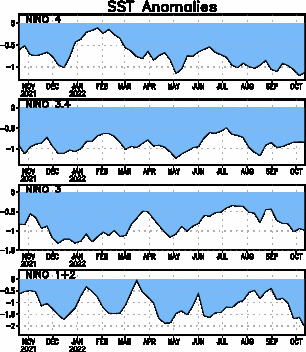 SST Anomalies
NINO 4
0
-0.5
-1
NOV DEC JAN FEB MAR APR MAY JUN JUL AUG SEP OCT
2021 2022
NINO 3.4
0
-0.5
-1
NOV DEC JAN FEB MAR APR MAY JUN JUL AUG SEP OCT
2021 2022
NINO 3
0
-0.5
-1
-1.5
NOV DEC JAN FEB MAR APR MAY JUN JUL AUG SEP OCT
2021 2022
NINO 1+2
0
-0.5
-1
-1.5
-2
NOV DEC JAN FEB MAR APR MAY JUN JUL AUG SEP OCT
2021 2022